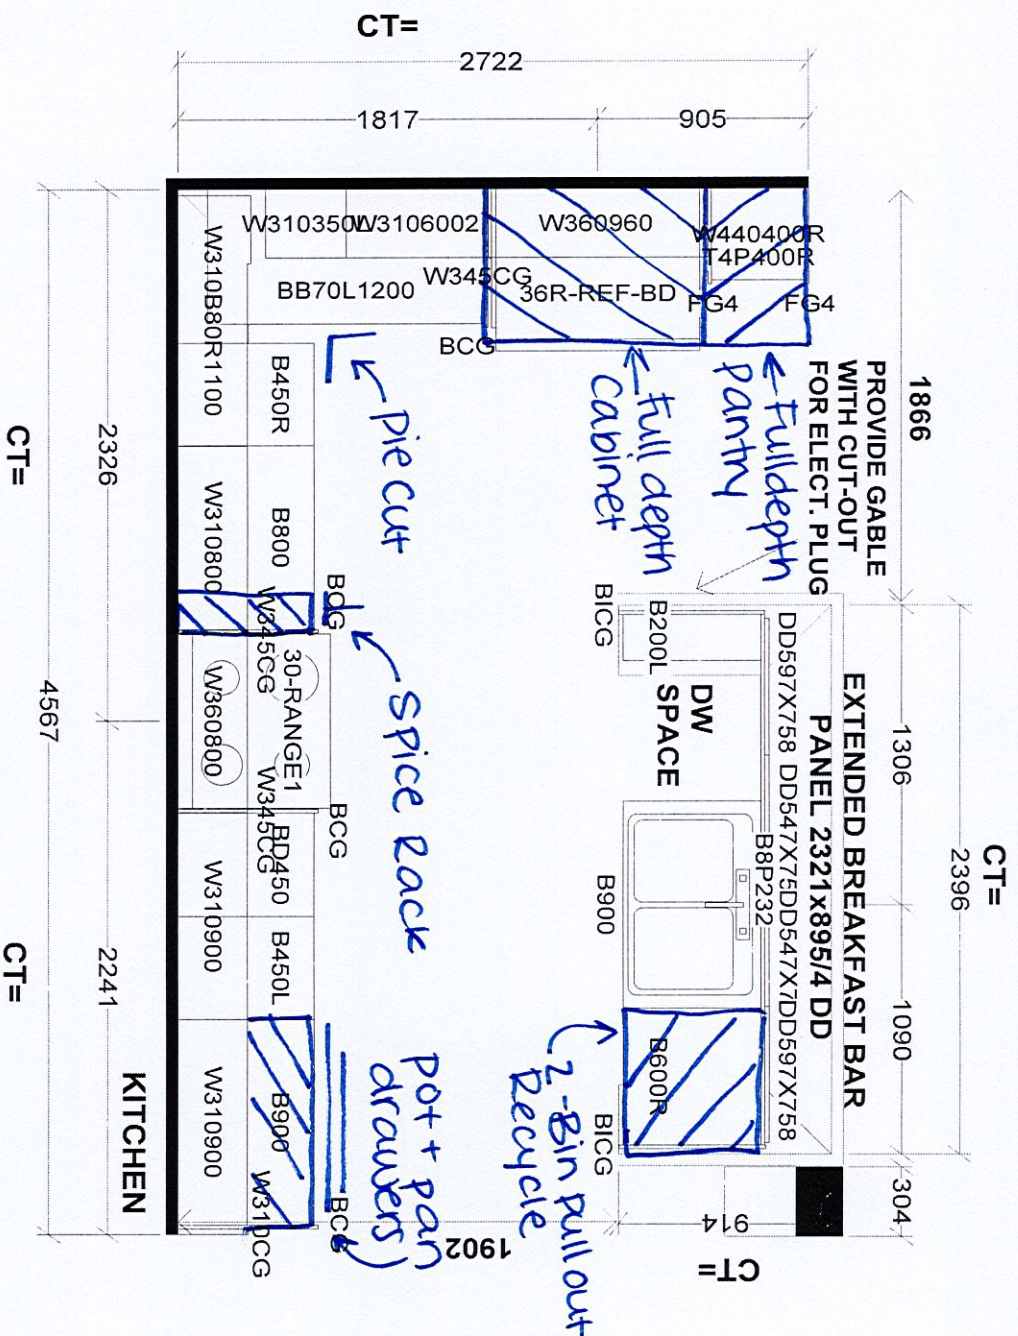 CT=
2722
1817
905
W310350L
W3106002
W360960
W440400R
T4P400R
BB70L1200
W345CG
36R-REF-BD
FG4
FG4
BCG
W310B80R1100
B450R
W310800
B800
BCG
W345CG
30-RANGE1
W360800
W345CG
BCG
BD450
W310900
B450L
W310900
B900
W310CG
BCG
Pie cut
Spice Rack
pot + pan
drawers
Full depth
cabinet
Full depth
pantry
2-Bin pull out
Recycle
1866
PROVIDE GABLE
WITH CUT-OUT
FOR ELECT. PLUG
BICG
B200L
DW
SPACE
B900
B8P232
B600R
BICG
DD597X758 DD547X75DD547X7DD597X758
EXTENDED BREAKFAST BAR
PANEL 2321x895/4 DD
1306
1090
2396
CT=
304
914
CT=
1902
2326
2241
4567
CT=
CT=
KITCHEN